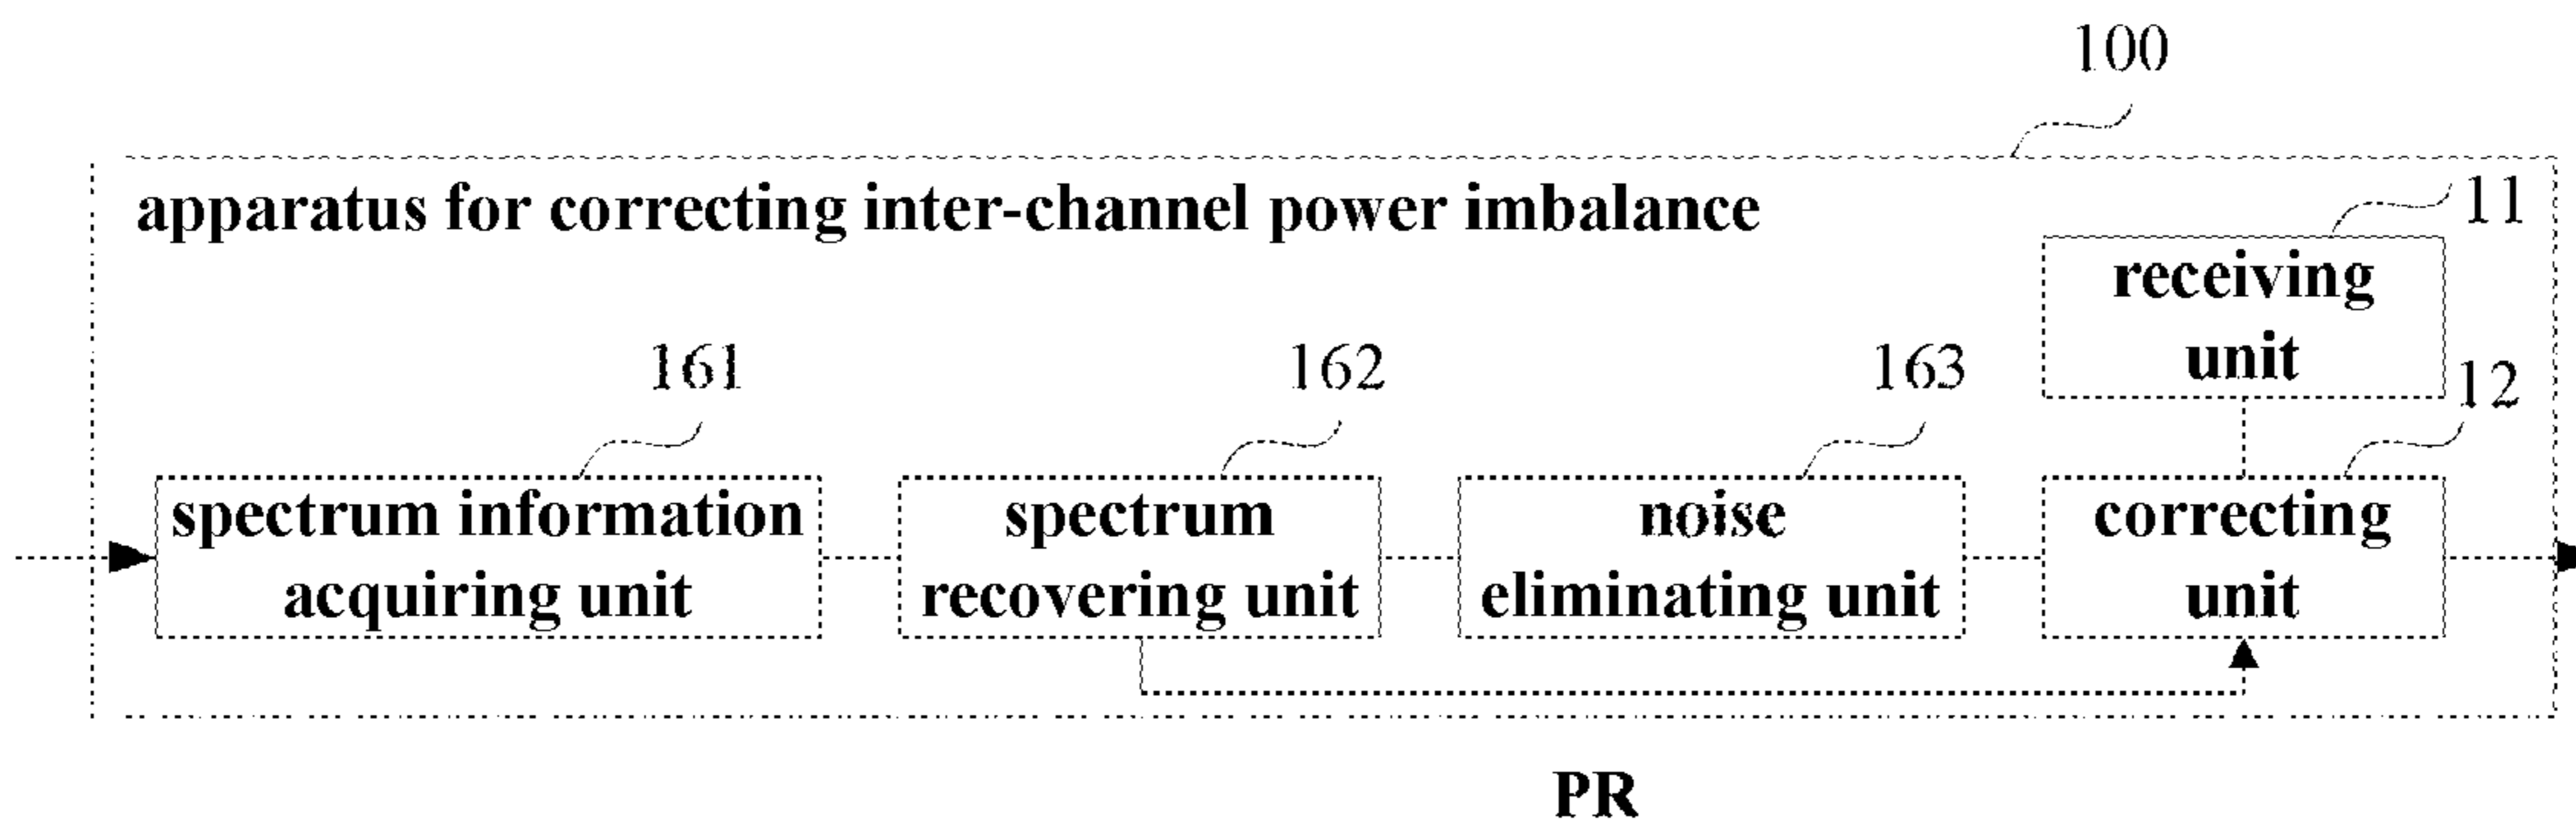 100
apparatus for correcting inter-channel power imbalance
11
receiving
unit
161
162
163
12
spectrum information
acquiring unit
spectrum
recovering unit
noise
eliminating unit
correcting
unit
PR